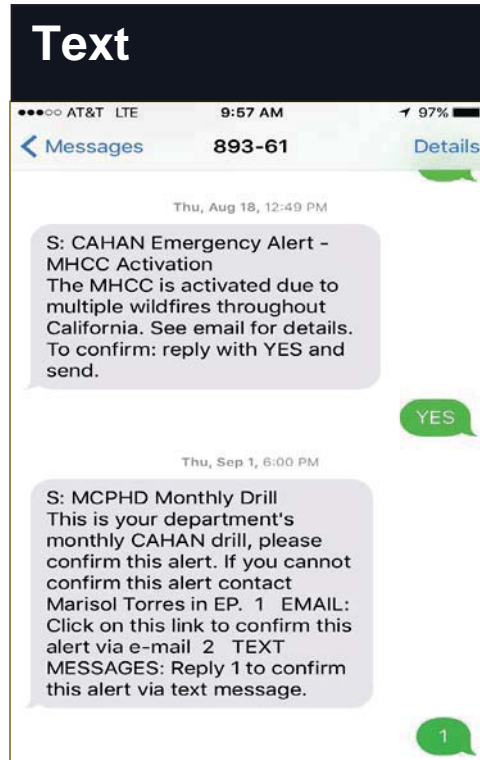 Text
AT&T LTE 9:57 AM 97%
Messages 893-61 Details
Thu, Aug 18, 12:49 PM
S: CAHAN Emergency Alert -
MHCC Activation
The MHCC is activated due to
multiple wildfires throughout
California. See email for details.
To confirm: reply with YES and
send.
YES
Thu, Sep 1, 6:00 PM
S: MCPHD Monthly Drill
This is your department's
monthly CAHAN drill, please
confirm this alert. If you cannot
confirm this alert contact
Marisol Torres in EP. 1 EMAIL:
Click on this link to confirm this
alert via e-mail 2 TEXT
MESSAGES: Reply 1 to confirm
this alert via text message.
1